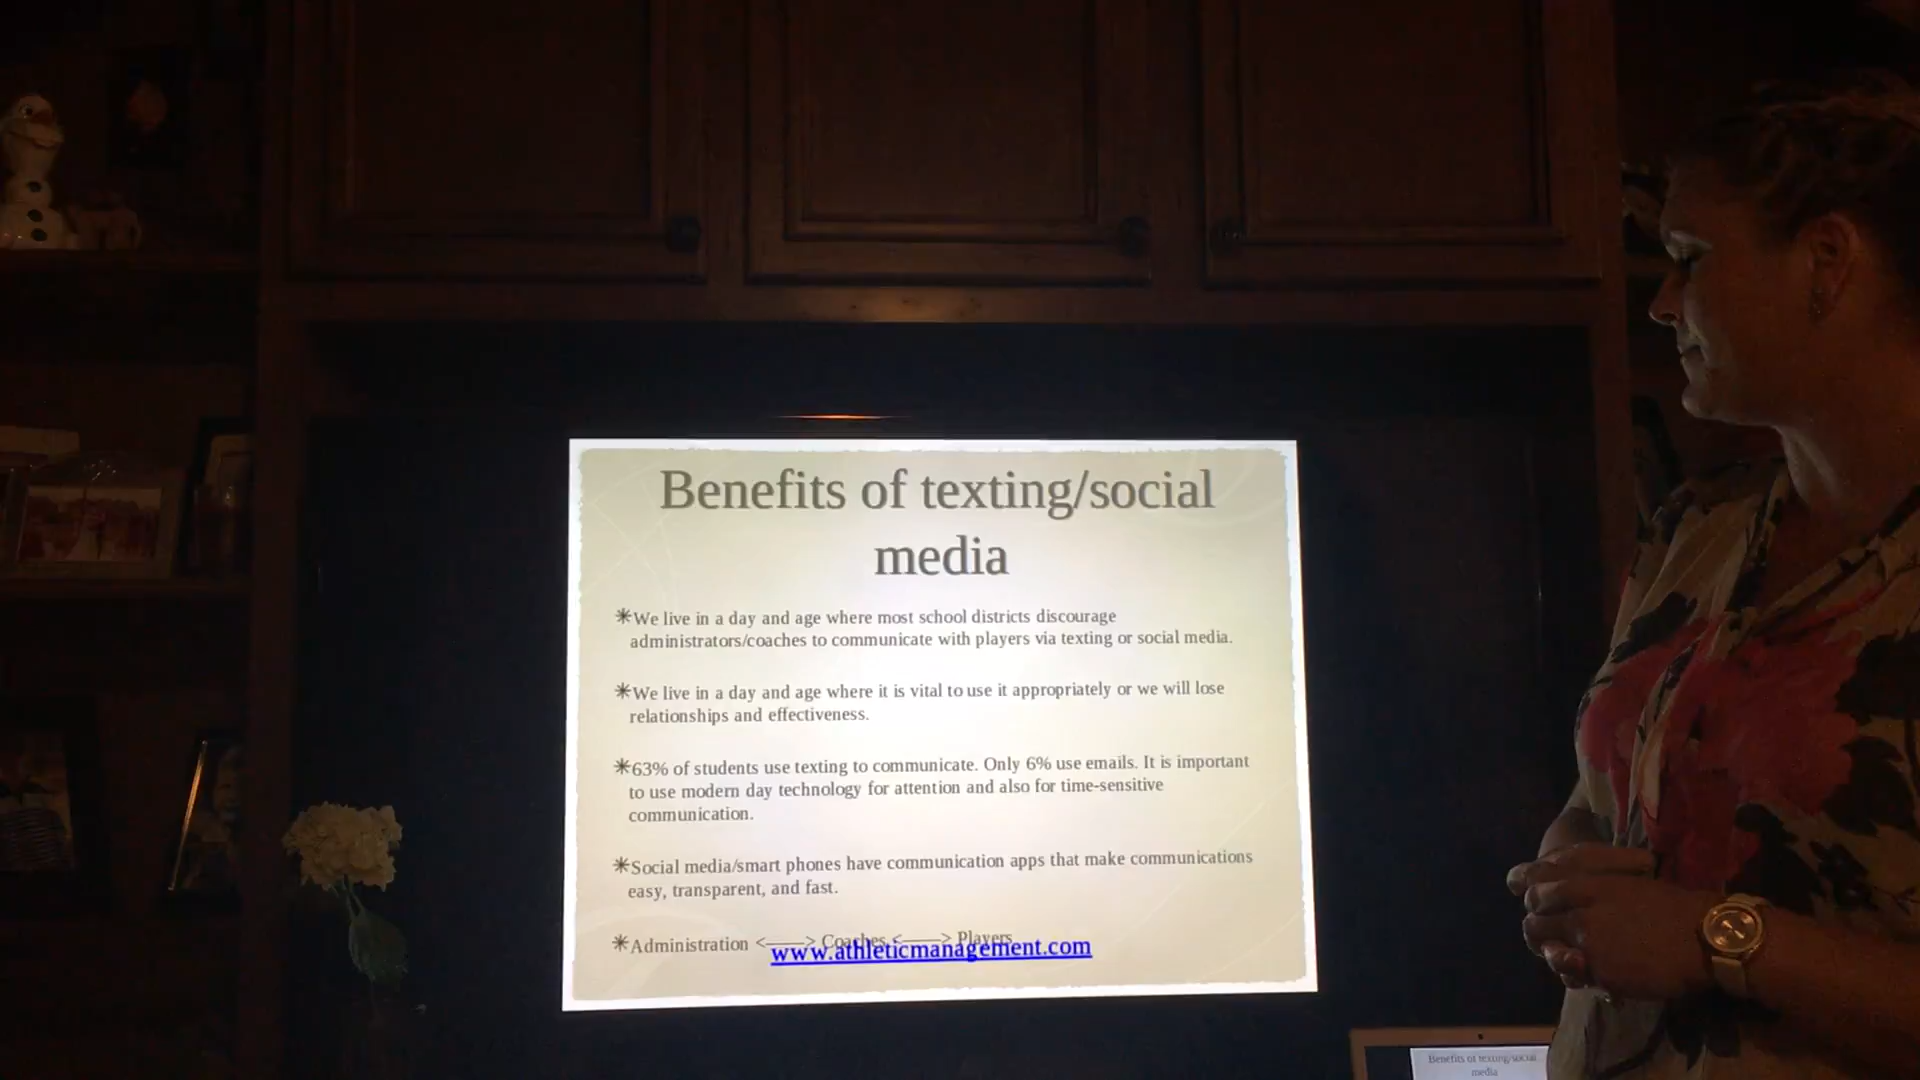 Benefits of texting/social
media
✳We live in a day and age where most school districts discourage
administrators/coaches to communicate with players via texting or social media.
✳We live in a day and age where it is vital to use it appropriately or we will lose
relationships and effectiveness.
✳63% of students use texting to communicate. Only 6% use emails. It is important
to use modern day technology for attention and also for time-sensitive
communication.
✳Social media/smart phones have communication apps that make communications
easy, transparent, and fast.
✳Administration <——> Coaches <——> Players
www.athleticmanagement.com
Benefits of texting/social
media